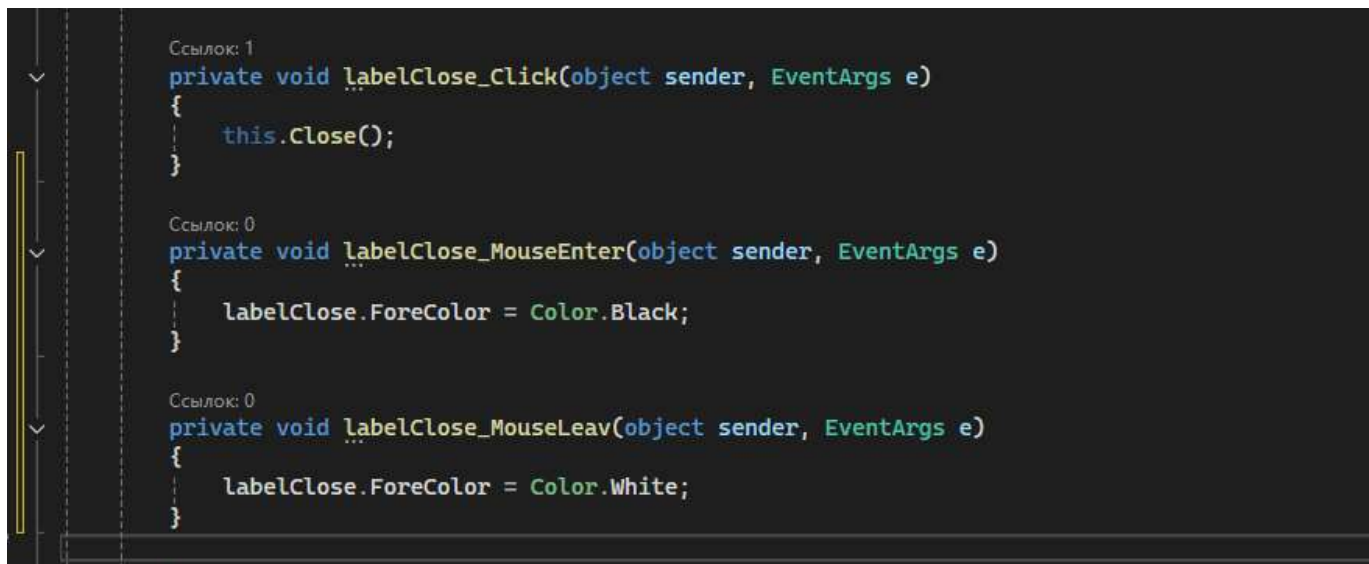 Ссылок: 1
private void labelClose_Click(object sender, EventArgs e)
{
this.Close();
}
Ссылок: 0
private void labelClose_MouseEnter(object sender, EventArgs e)
{
labelClose.ForeColor = Color.Black;
}
Ссылок: 0
private void labelClose_MouseLeav(object sender, EventArgs e)
{
labelClose.ForeColor = Color.White;
}